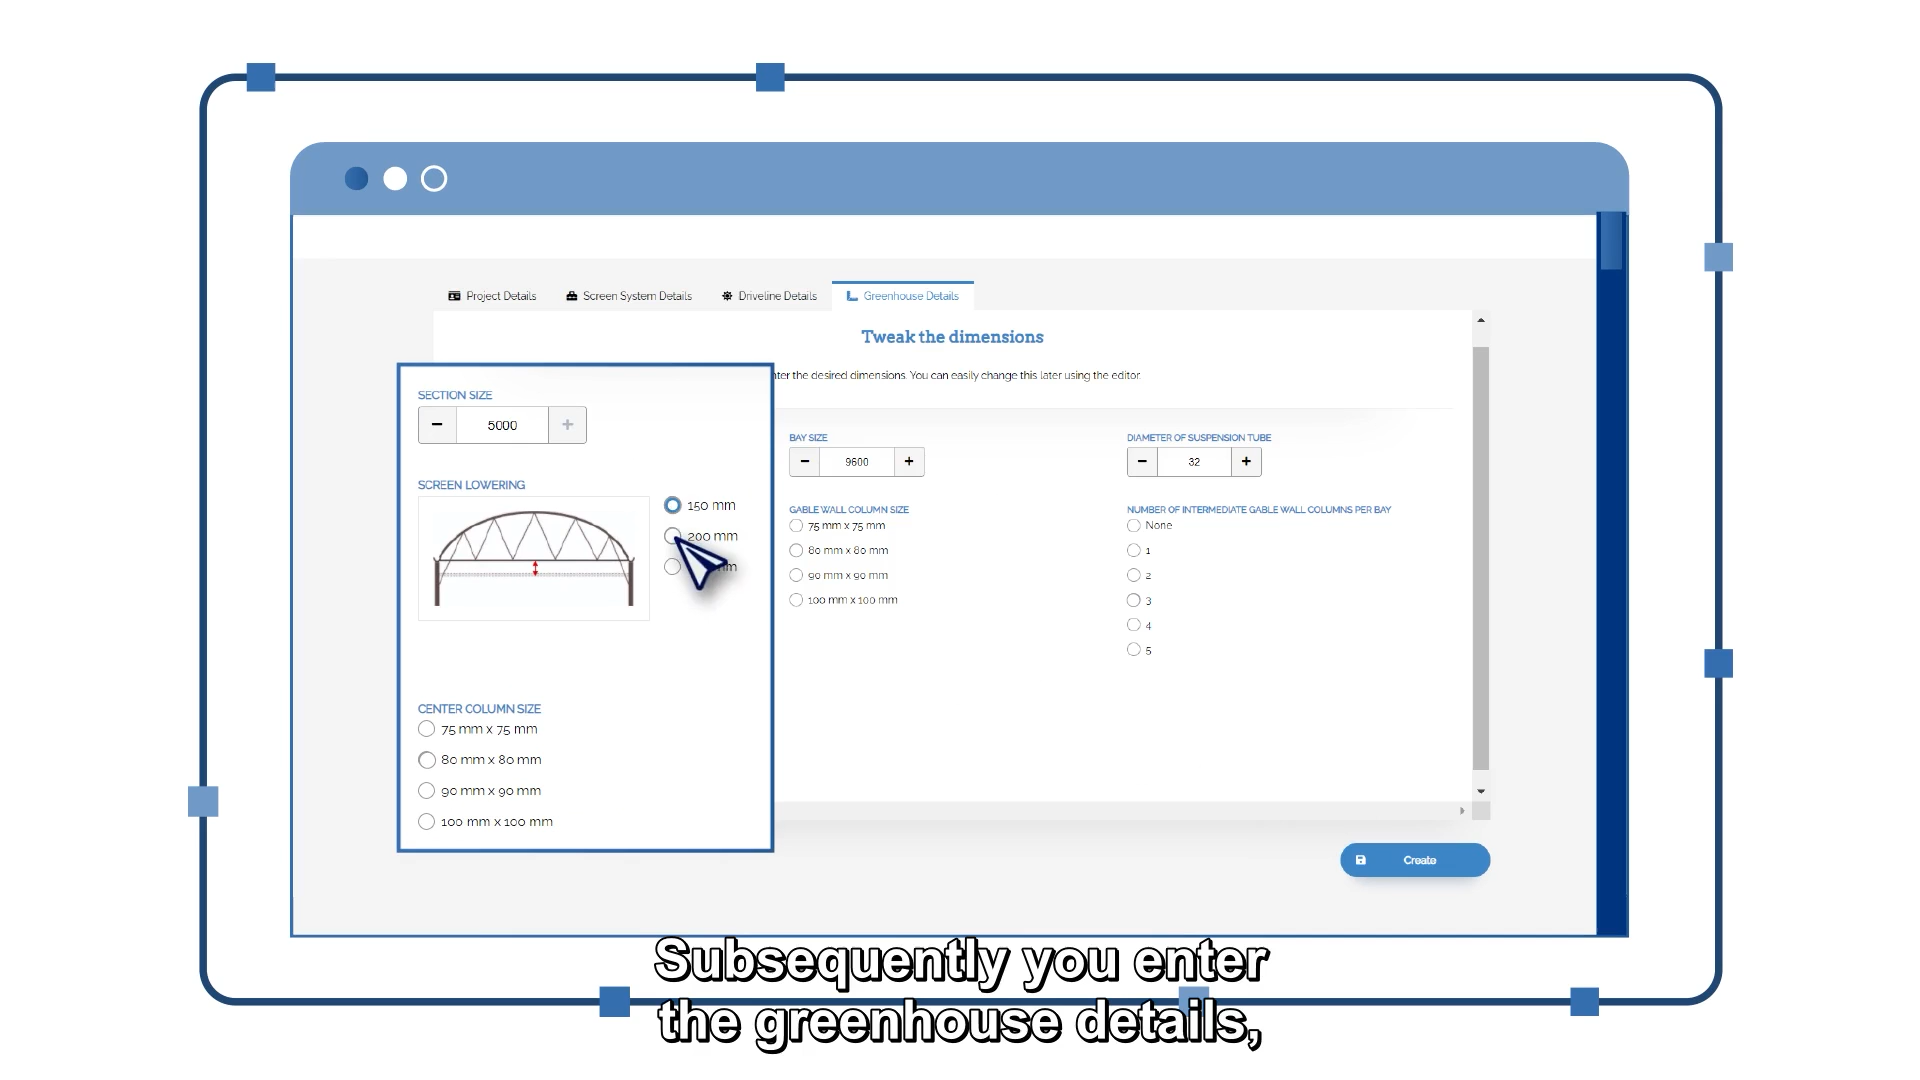 Project Details
Screen System Details
Driveline Details
Greenhouse Details
Tweak the dimensions
the desired dimensions. You can easily change this later using the editor.
SECTION SIZE
5000
SCREEN LOWERING
150 mm
200 mm
CENTER COLUMN SIZE
75 mm x 75 mm
80 mm x 80 mm
90 mm x 90 mm
100 mm x 100 mm
BAY SIZE
9600
GABLE WALL COLUMN SIZE
75 mm x 75 mm
80 mm x 80 mm
90 mm x 90 mm
100 mm x 100 mm
DIAMETER OF SUSPENSION TUBE
32
NUMBER OF INTERMEDIATE GABLE WALL COLUMNS PER BAY
None
1
2
3
4
5
Create
Subsequently you enter
the greenhouse details,